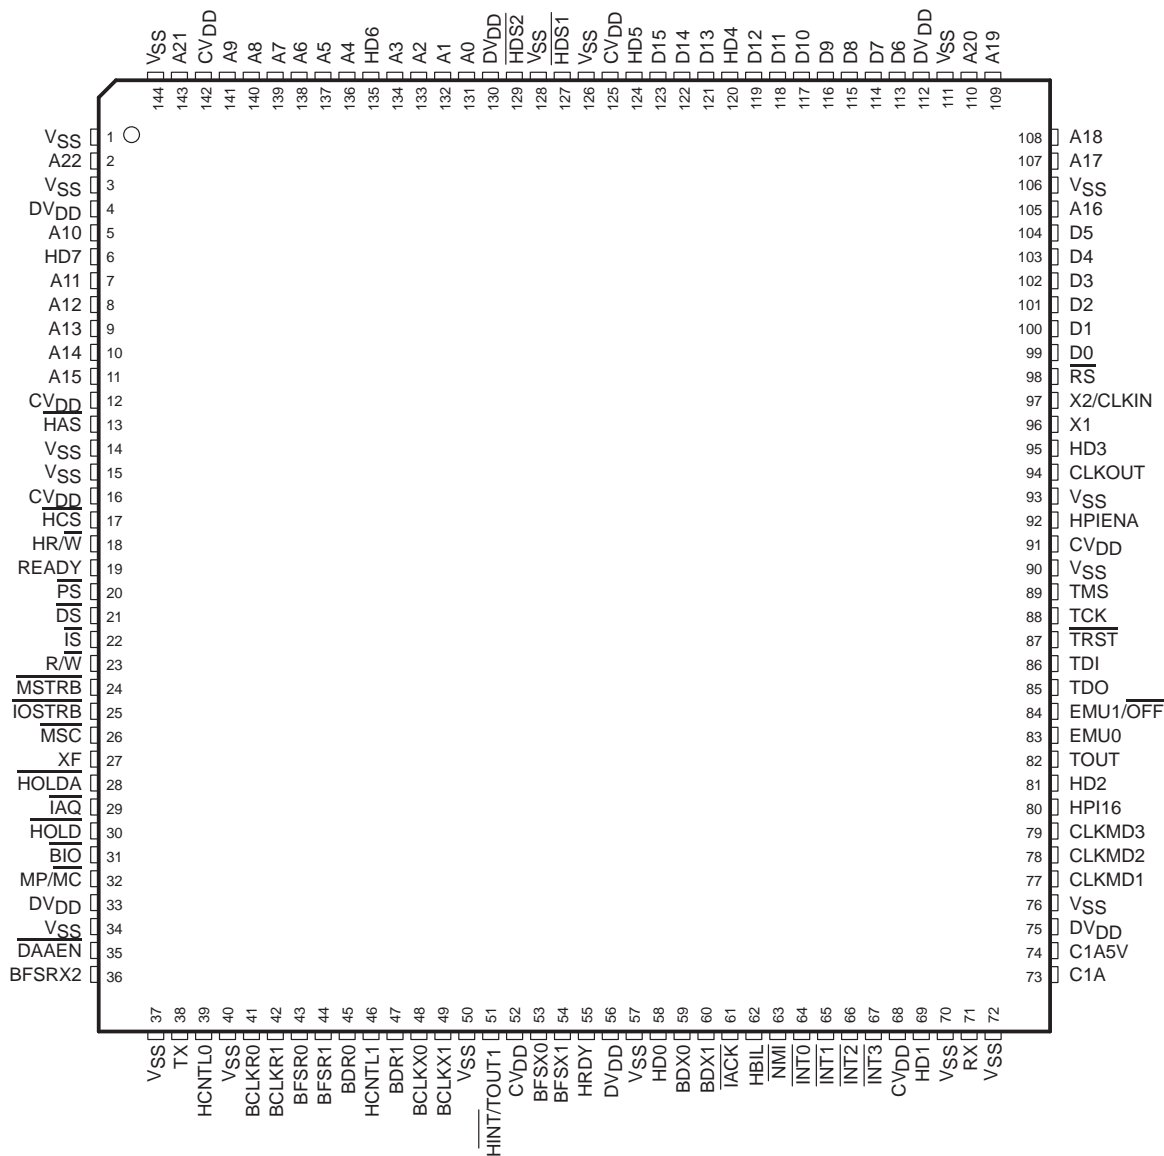 VSS A21 CVDD A9 A8 A7 A6 A5 A4 HD6 A3 A2 A1 A0 DVDD HDS2 VSS HDS1 VSS CVDD HD5 D15 D14 D13 HD4 D12 D11 D10 D9 D8 D7 D6 DVDD VSS A20 A19
144 143 142 141 140 139 138 137 136 135 134 133 132 131 130 129 128 127 126 125 124 123 122 121 120 119 118 117 116 115 114 113 112 111 110 109
VSS 1 108 A18
A22 2 107 A17
VSS 3 106 VSS
DVDD 4 105 A16
A10 5 104 D5
HD7 6 103 D4
A11 7 102 D3
A12 8 101 D2
A13 9 100 D1
A14 10 99 D0
A15 11 98 RS
CVDD 12 97 X2/CLKIN
HAS 13 96 X1
VSS 14 95 HD3
VSS 15 94 CLKOUT
CVDD 16 93 VSS
HCS 17 92 HPIENA
HR/W 18 91 CVDD
READY 19 90 VSS
PS 20 89 TMS
DS 21 88 TCK
IS 22 87 TRST
R/W 23 86 TDI
MSTRB 24 85 TDO
IOSTRB 25 84 EMU1/OFF
MSC 26 83 EMU0
XF 27 82 TOUT
HOLDA 28 81 HD2
IAQ 29 80 HPI16
HOLD 30 79 CLKMD3
BIO 31 78 CLKMD2
MP/MC 32 77 CLKMD1
DVDD 33 76 VSS
VSS 34 75 DVDD
DAAEN 35 74 C1A5V
BFSRX2 36 73 C1A
37 38 39 40 41 42 43 44 45 46 47 48 49 50 51 52 53 54 55 56 57 58 59 60 61 62 63 64 65 66 67 68 69 70 71 72
VSS TX HCNTL0 VSS BCLKR0 BCLKR1 BFSR0 BFSR1 BDR0 HCNTL1 BDR1 BCLKX0 BCLKX1 VSS HINT/TOUT1 CVDD BFSX0 BFSX1 HRDY DVDD VSS HD0 BDX0 BDX1 IACK HBIL NMI INT0 INT1 INT2 INT3 CVDD HD1 VSS RX VSS